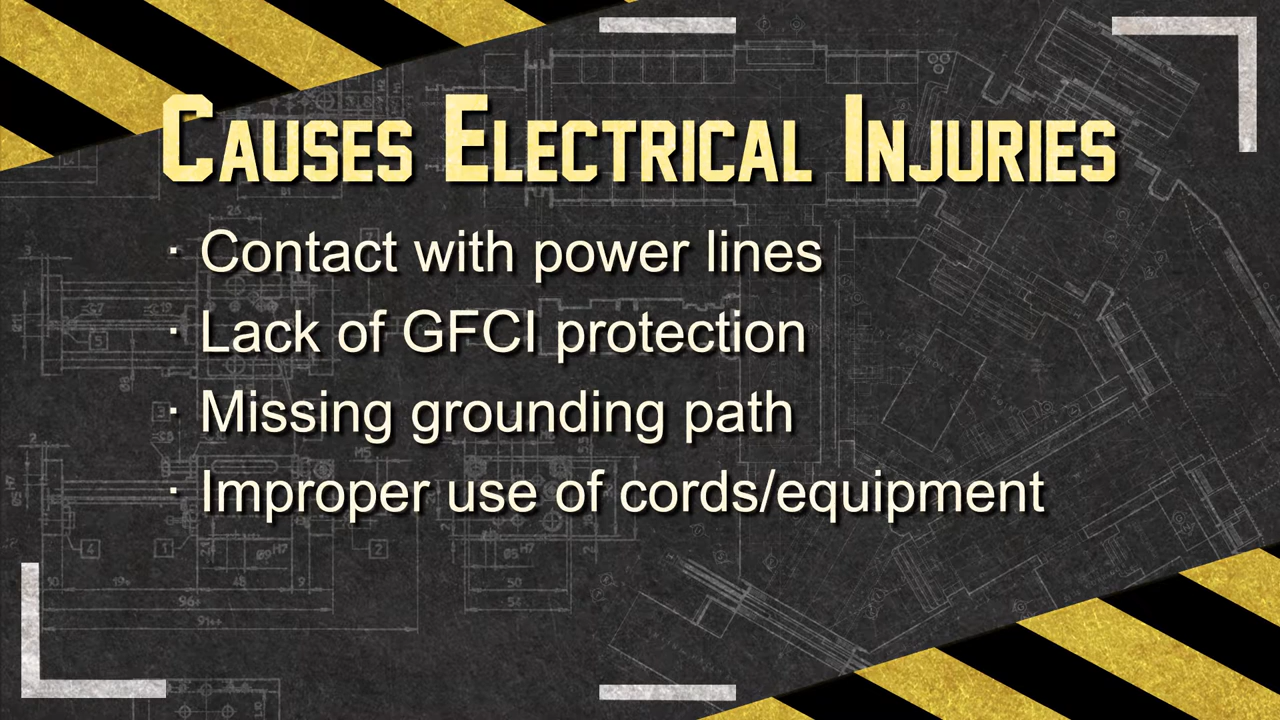 Causes Electrical Injuries
· Contact with power lines
· Lack of GFCI protection
· Missing grounding path
· Improper use of cords/equipment